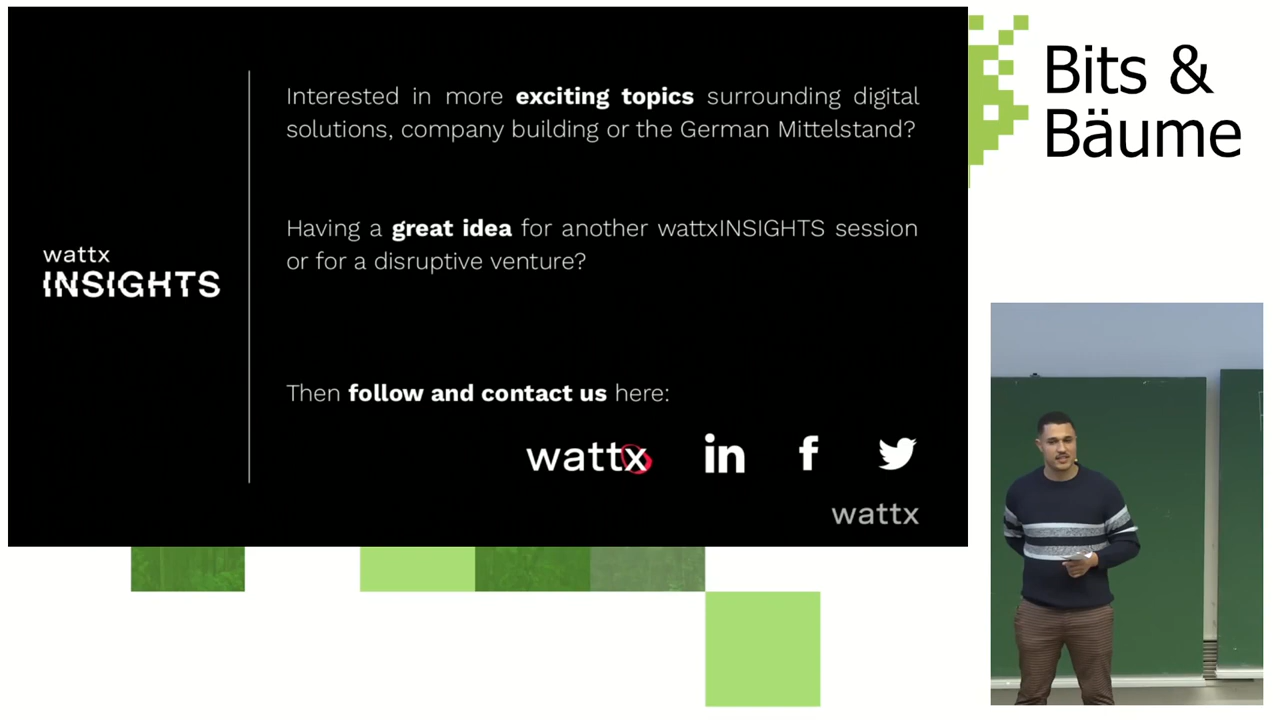 Interested in more exciting topics surrounding digital
solutions, company building or the German Mittelstand?
Having a great idea for another wattxINSIGHTS session
or for a disruptive venture?
wattx
INSIGHTS
Then follow and contact us here:
wattx in f
wattx
Bits &
Bäume